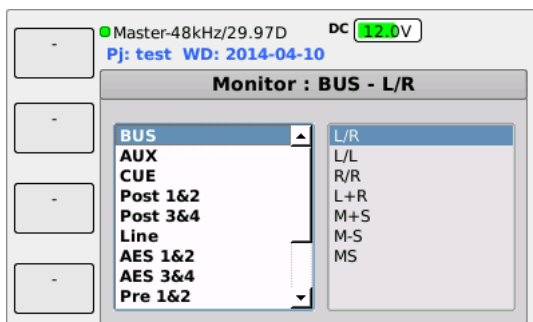 Master-48kHz/29.97D DC 12.0V
Pj: test WD: 2014-04-10
Monitor : BUS - L/R
-
-
-
-
BUS
AUX
CUE
Post 1&2
Post 3&4
Line
AES 1&2
AES 3&4
Pre 1&2
L/R
L/L
R/R
L+R
M+S
M-S
MS